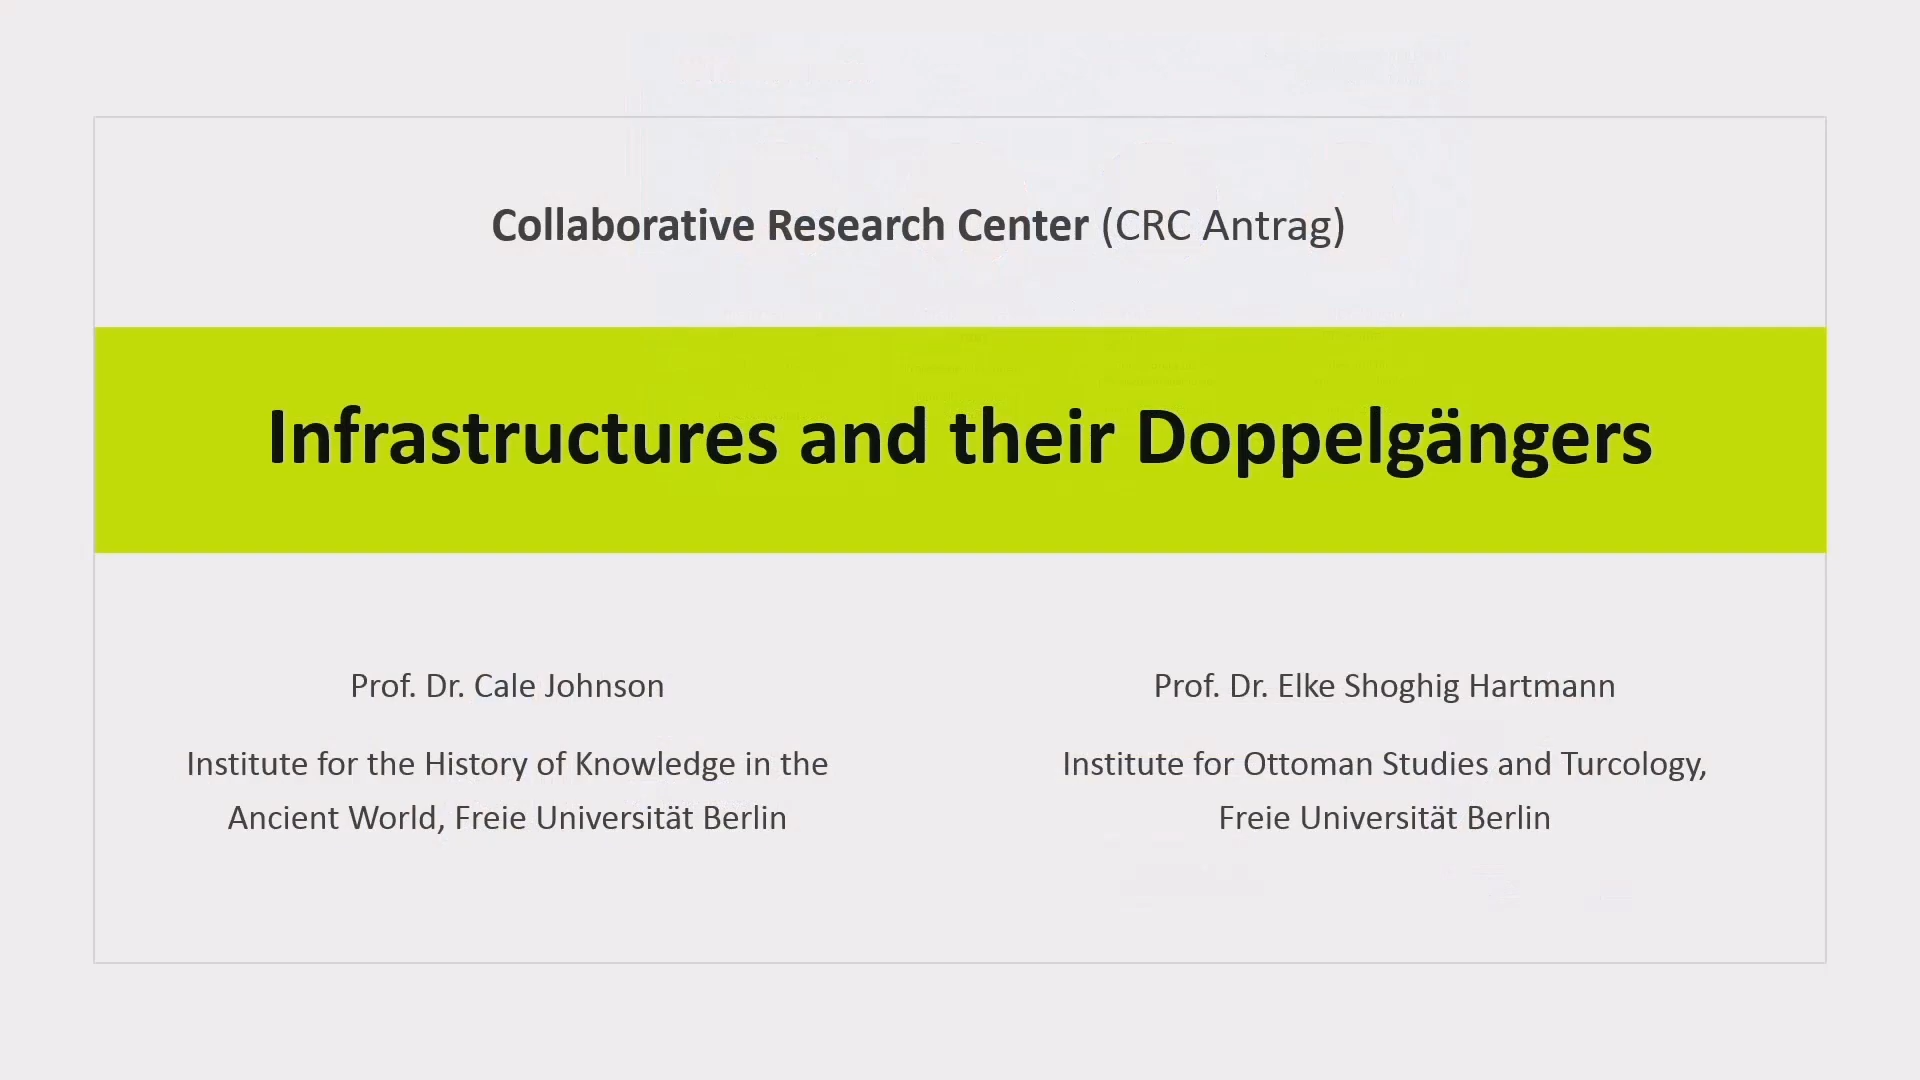 Collaborative Research Center (CRC Antrag)
Infrastructures and their Doppelgängers
Prof. Dr. Cale Johnson
Institute for the History of Knowledge in the
Ancient World, Freie Universität Berlin
Prof. Dr. Elke Shoghig Hartmann
Institute for Ottoman Studies and Turcology,
Freie Universität Berlin